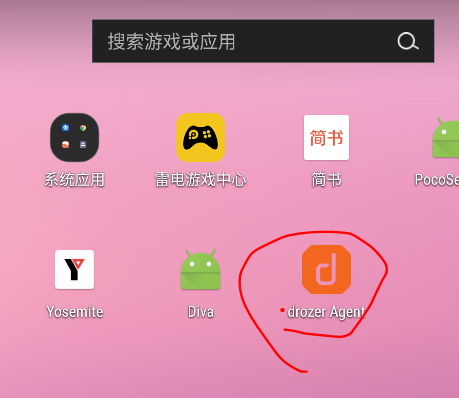 搜索游戏或应用
系统应用
雷电游戏中心
简书
简书
PocoSe
Yosemite
Diva
drozer Agent